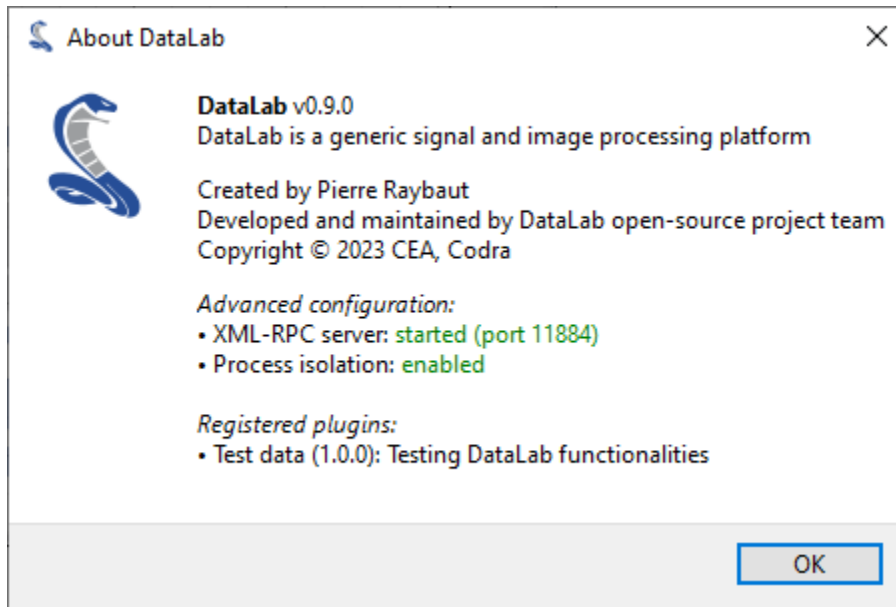 About DataLab
DataLab v0.9.0
DataLab is a generic signal and image processing platform
Created by Pierre Raybaut
Developed and maintained by DataLab open-source project team
Copyright © 2023 CEA, Codra
Advanced configuration:
• XML-RPC server: started (port 11884)
• Process isolation: enabled
Registered plugins:
• Test data (1.0.0): Testing DataLab functionalities
OK